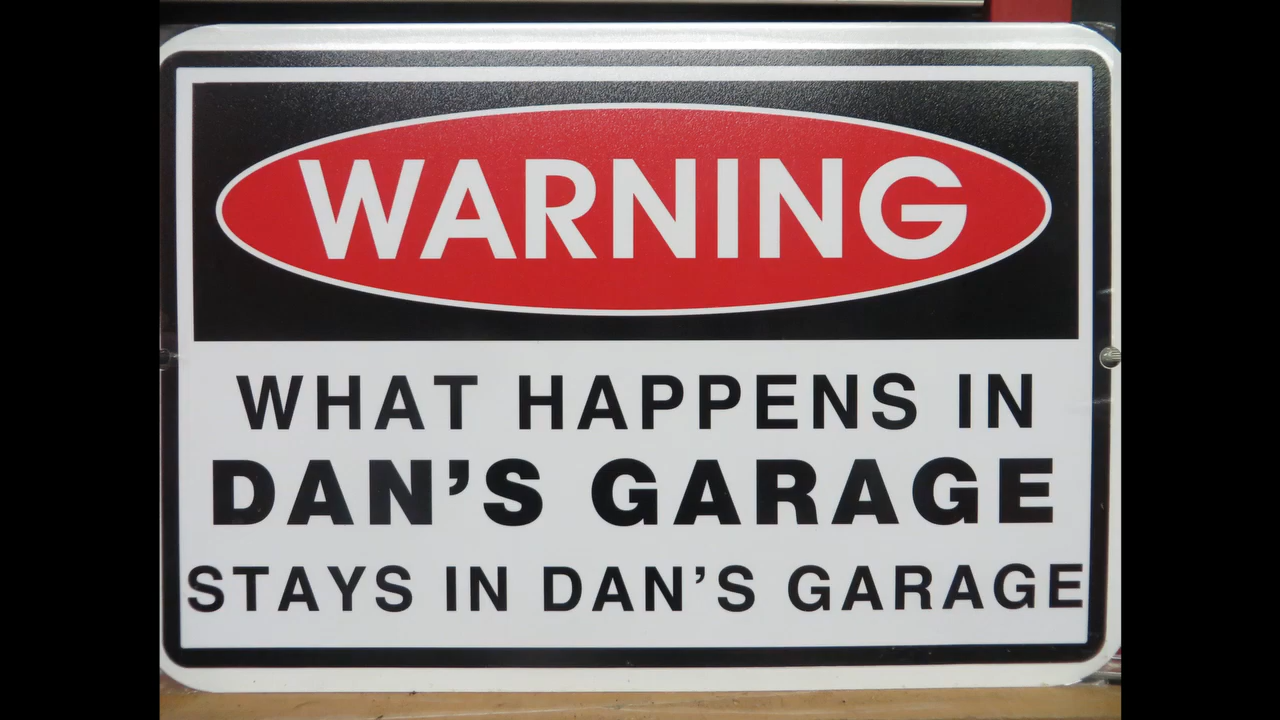 WARNING
WHAT HAPPENS IN
DAN'S GARAGE
STAYS IN DAN'S GARAGE